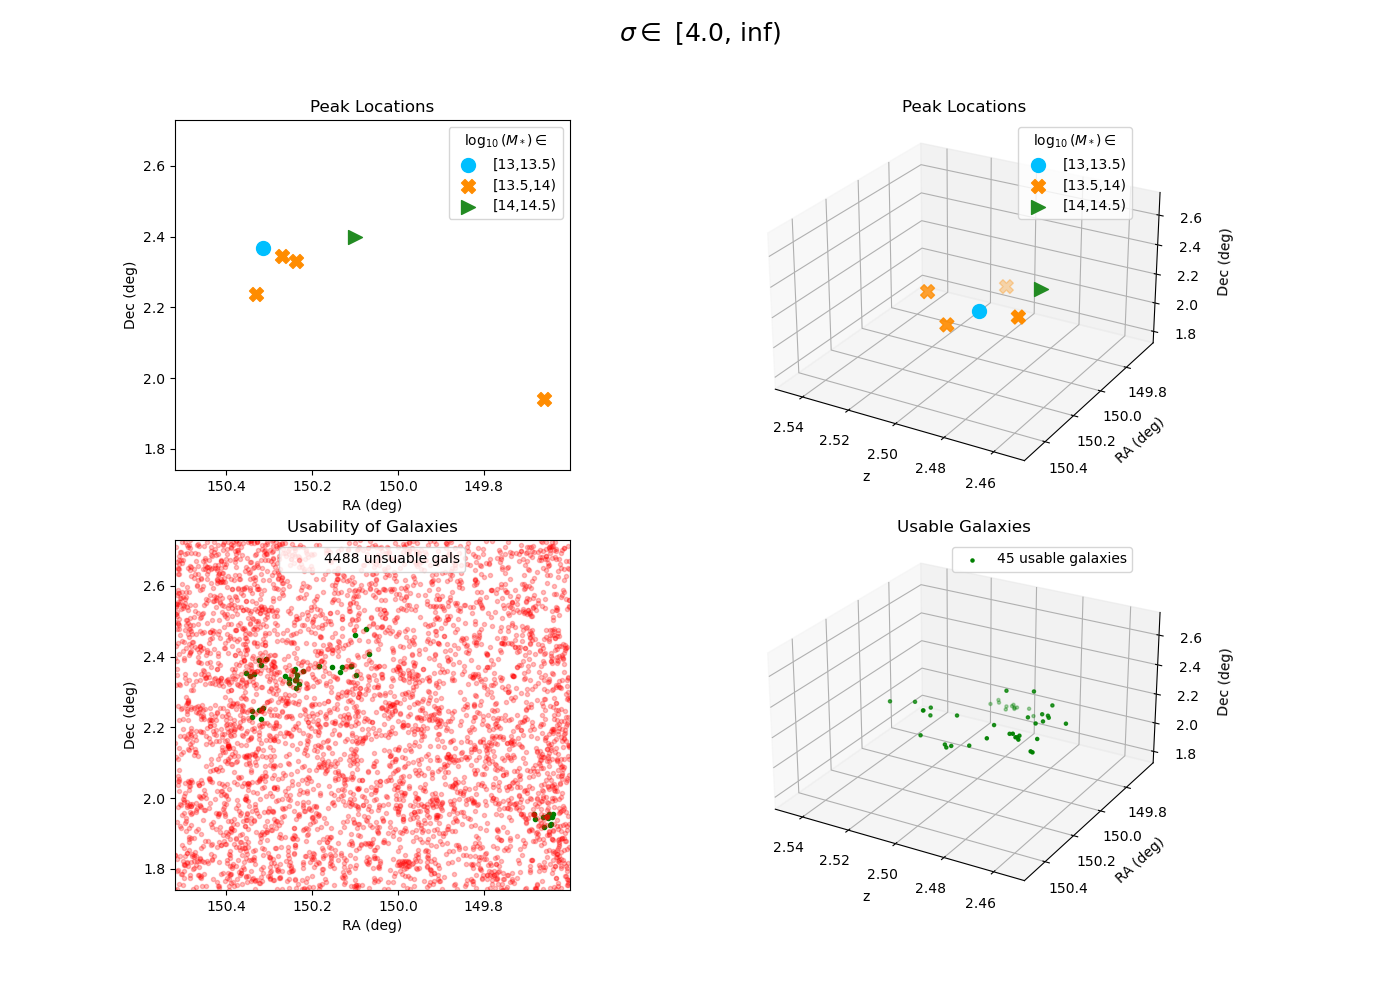 σ ∈ [4.0, inf)
Peak Locations
log₁₀(M*) ∈
[13,13.5)
[13.5,14)
[14,14.5)
2.6
2.4
2.2
2.0
1.8
Dec (deg)
150.4 150.2 150.0 149.8
RA (deg)
Peak Locations
log₁₀(M*) ∈
[13,13.5)
[13.5,14)
[14,14.5)
2.6
2.4
2.2
2.0
1.8
Dec (deg)
149.8
150.0
150.2
150.4
RA (deg)
2.54
2.52
2.50
2.48
2.46
z
Usability of Galaxies
4488 unsuable gals
2.6
2.4
2.2
2.0
1.8
Dec (deg)
150.4 150.2 150.0 149.8
RA (deg)
Usable Galaxies
45 usable galaxies
2.6
2.4
2.2
2.0
1.8
Dec (deg)
149.8
150.0
150.2
150.4
RA (deg)
2.54
2.52
2.50
2.48
2.46
z